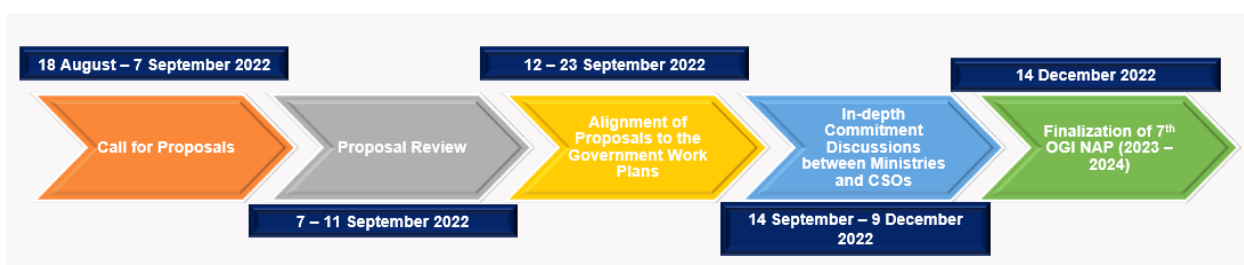 18 August – 7 September 2022
Call for Proposals
Proposal Review
7 – 11 September 2022
12 – 23 September 2022
Alignment of
Proposals to the
Government Work
Plans
In-depth
Commitment
Discussions
between Ministries
and CSOs
14 September – 9 December
2022
14 December 2022
Finalization of 7th
OGI NAP (2023 –
2024)